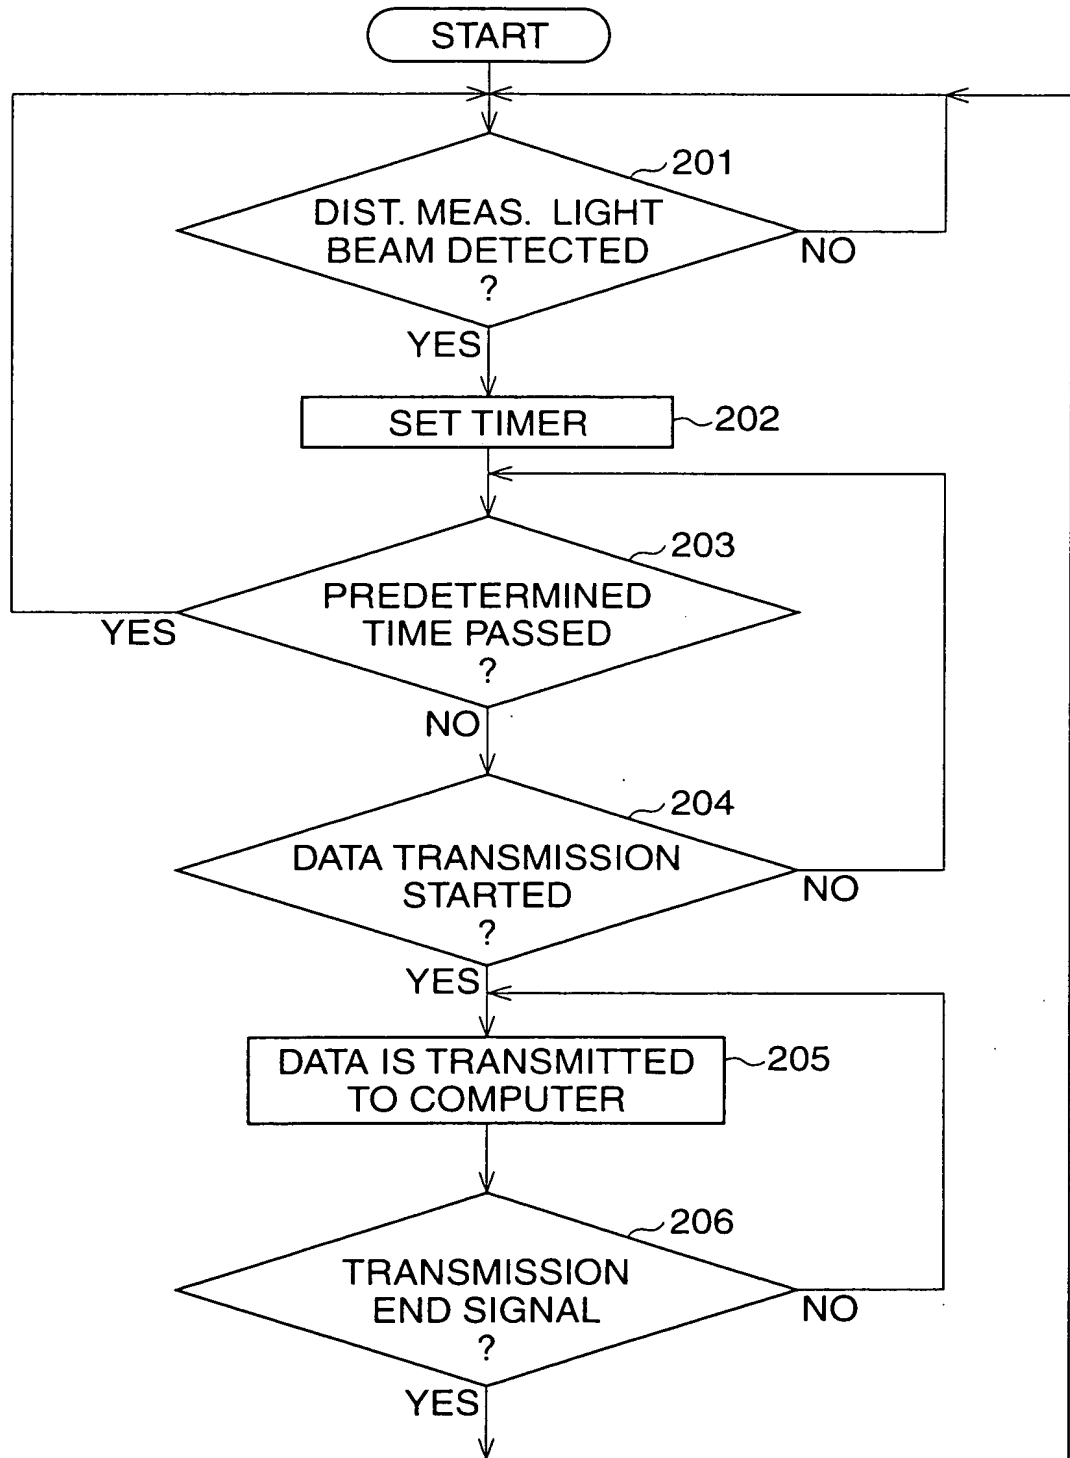 START
201
DIST. MEAS. LIGHT
BEAM DETECTED
?
NO
YES
SET TIMER
202
203
PREDETERMINED
TIME PASSED
?
YES
NO
204
DATA TRANSMISSION
STARTED
?
NO
YES
DATA IS TRANSMITTED
TO COMPUTER
205
206
TRANSMISSION
END SIGNAL
?
NO
YES